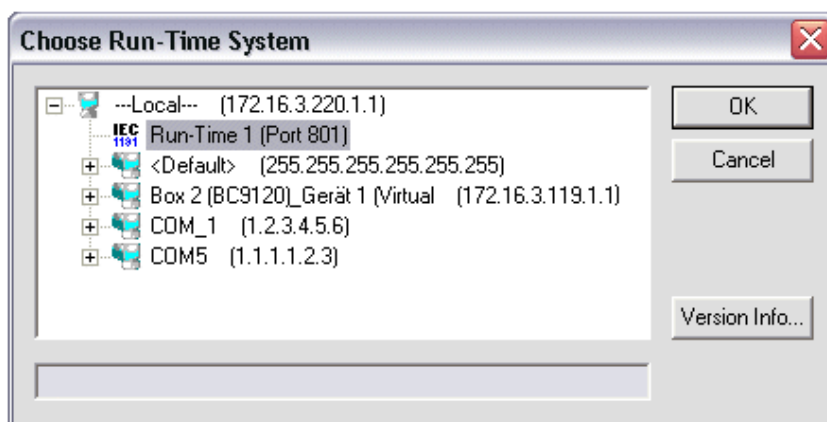 Choose Run-Time System
---Local--- (172.16.3.220.1.1)
OK
IEC
1131
Run-Time 1 (Port 801)
<Default> (255.255.255.255.255.255)
Cancel
Box 2 (BC9120)_Gerät 1 (Virtual (172.16.3.119.1.1)
COM_1 (1.2.3.4.5.6)
COM5 (1.1.1.1.2.3)
Version Info...